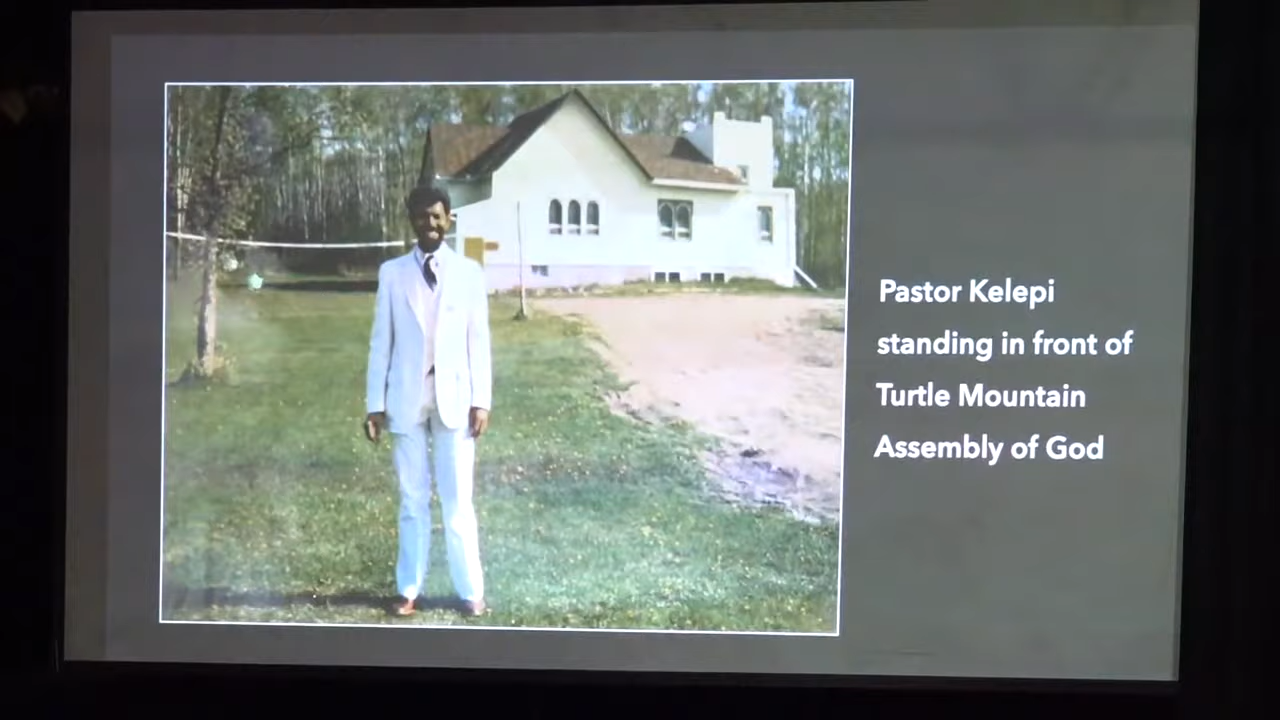 Pastor Kelepi
standing in front of
Turtle Mountain
Assembly of God